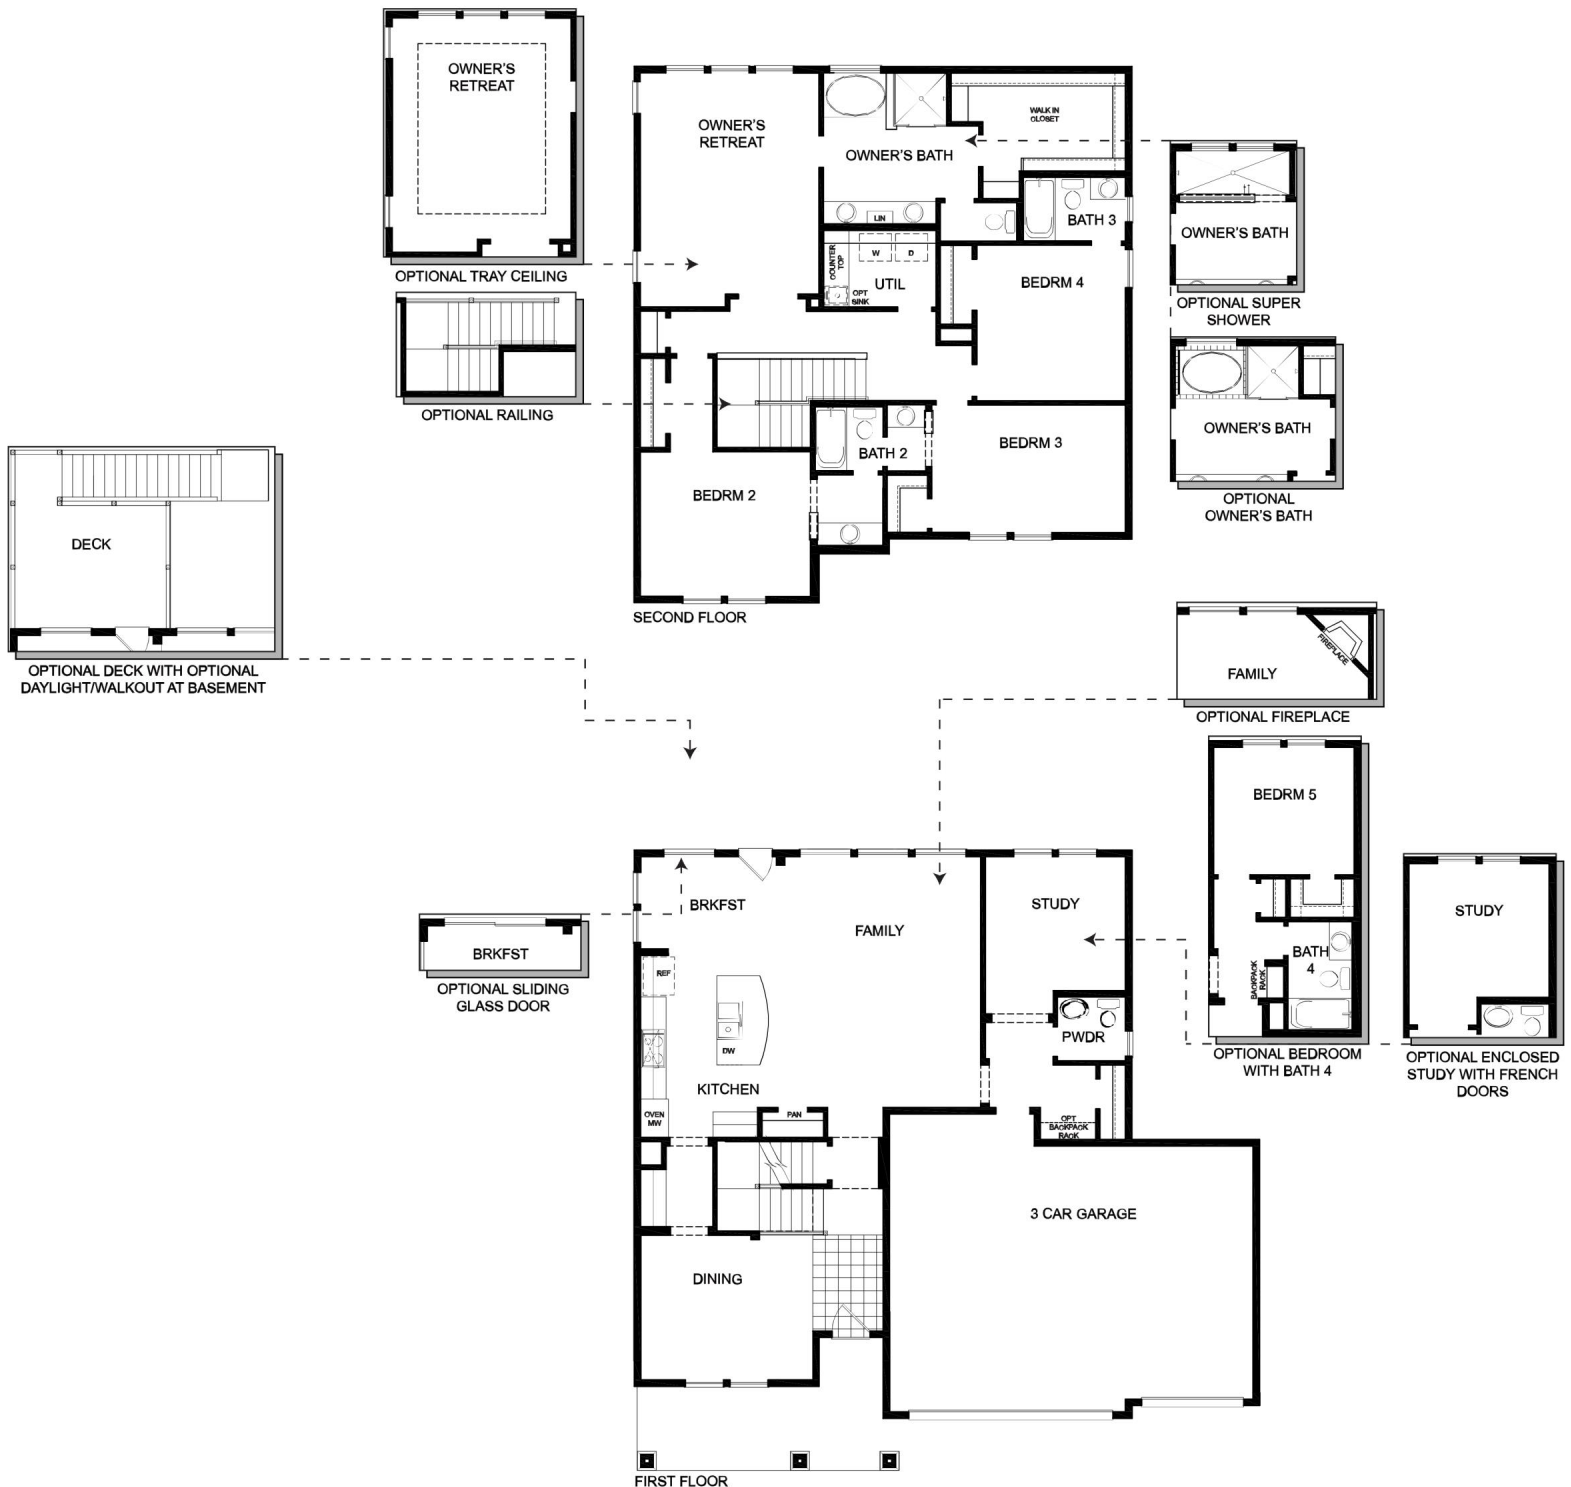 OWNER'S
RETREAT
OPTIONAL TRAY CEILING
OPTIONAL RAILING
OWNER'S
RETREAT
OWNER'S BATH
WALK IN
CLOSET
LIN
BATH 3
COUNTER
TOP
W
D
UTIL
OPT
SINK
BEDRM 4
BATH 2
BEDRM 3
BEDRM 2
SECOND FLOOR
OWNER'S BATH
OPTIONAL SUPER
SHOWER
OWNER'S BATH
OPTIONAL
OWNER'S BATH
DECK
OPTIONAL DECK WITH OPTIONAL
DAYLIGHT/WALKOUT AT BASEMENT
FIREPLACE
FAMILY
OPTIONAL FIREPLACE
BEDRM 5
BATH
4
BACKPACK
RACK
OPTIONAL BEDROOM
WITH BATH 4
STUDY
OPTIONAL ENCLOSED
STUDY WITH FRENCH
DOORS
BRKFST
OPTIONAL SLIDING
GLASS DOOR
BRKFST
FAMILY
STUDY
REF
DW
PWDR
KITCHEN
OVEN
MW
PAN
OPT
BACKPACK
RACK
3 CAR GARAGE
DINING
FIRST FLOOR